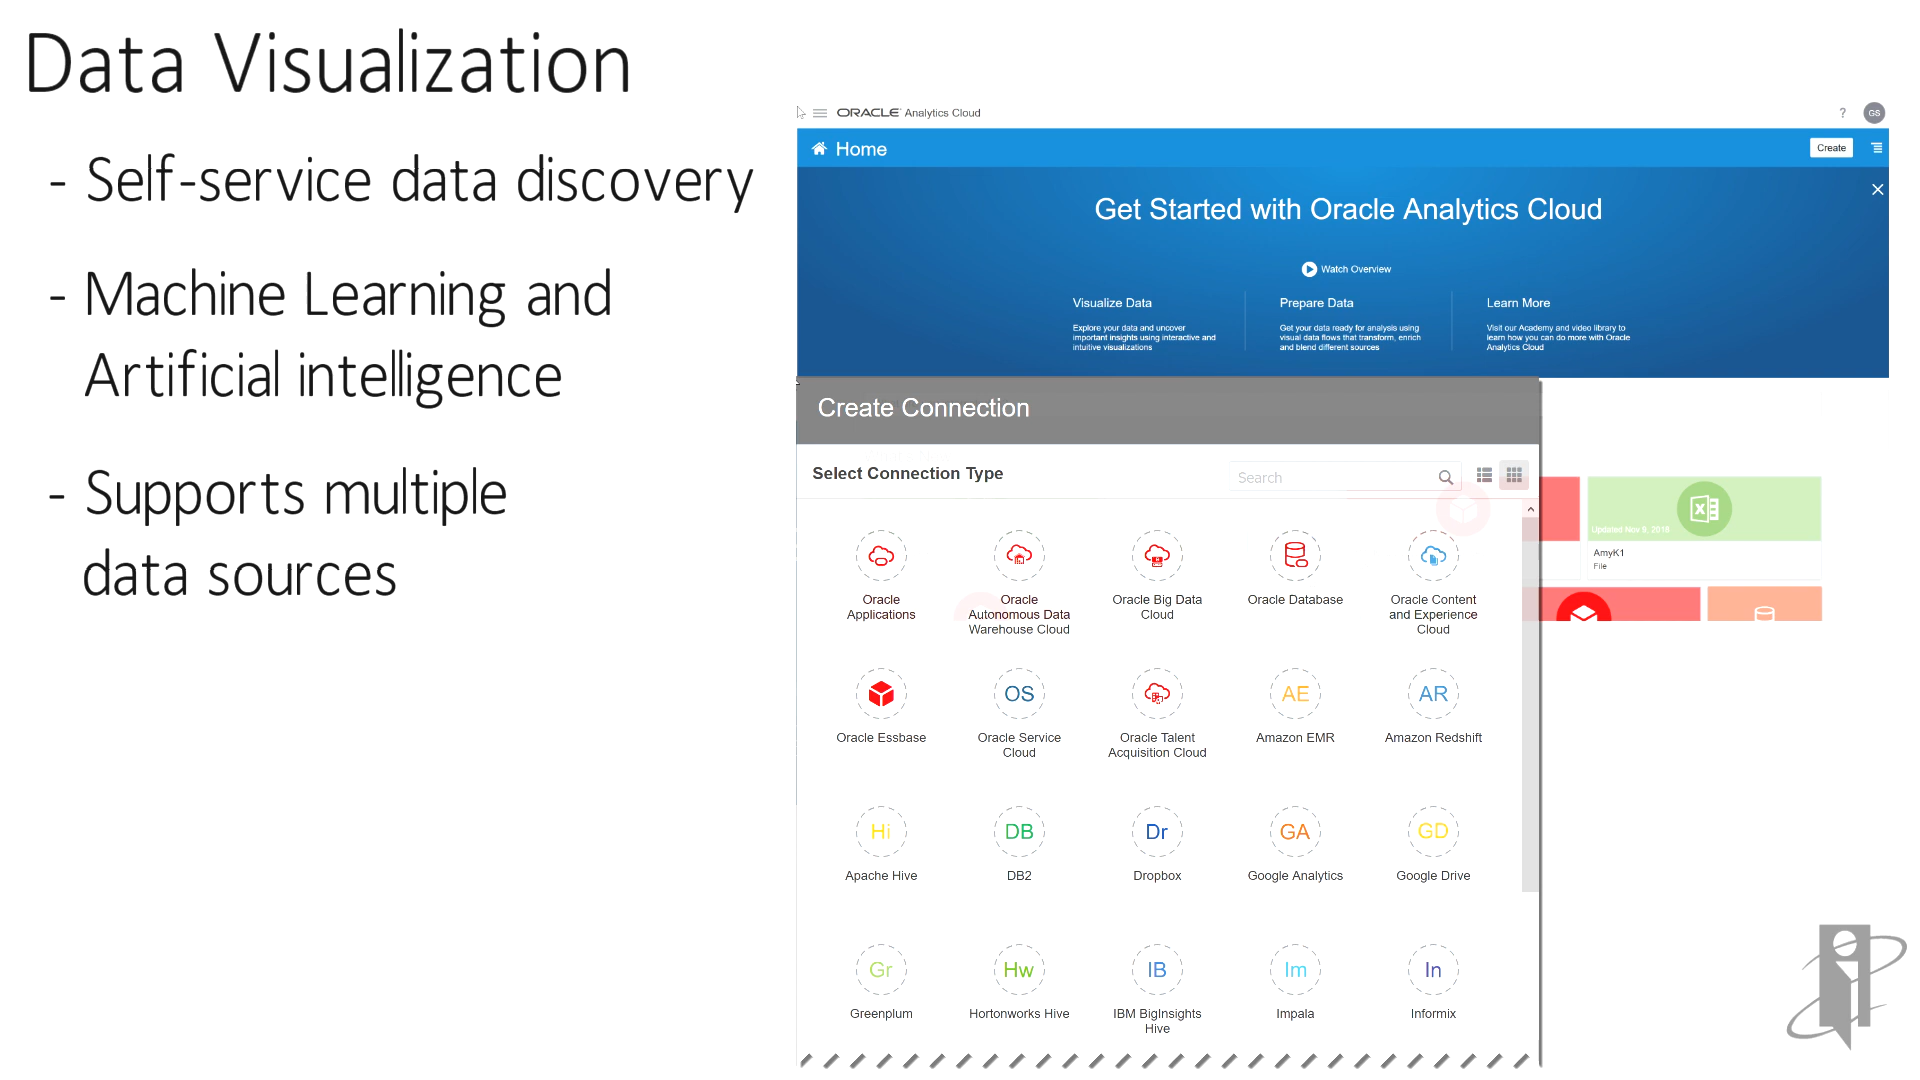 Data Visualization
- Self-service data discovery
- Machine Learning and
Artificial intelligence
- Supports multiple
data sources
ORACLE Analytics Cloud
? GS
Home
Create
Get Started with Oracle Analytics Cloud
Watch Overview
Visualize Data
Explore your data and uncover
important insights using interactive and
intuitive visualizations
Prepare Data
Get your data ready for analysis using
visual data flows that transform, enrich
and blend different sources
Learn More
Visit our Academy and video library to
learn how you can do more with Oracle
Analytics Cloud
Create Connection
Select Connection Type
Search
Oracle
Applications
Oracle
Autonomous Data
Warehouse Cloud
Oracle Big Data
Cloud
Oracle Database
Oracle Content
and Experience
Cloud
Oracle Essbase
OS
Oracle Service
Cloud
Oracle Talent
Acquisition Cloud
AE
Amazon EMR
AR
Amazon Redshift
Hi
Apache Hive
DB
DB2
Dr
Dropbox
GA
Google Analytics
GD
Google Drive
Gr
Greenplum
Hw
Hortonworks Hive
IB
IBM BigInsights
Hive
Im
Impala
In
Informix
Updated Nov 9, 2018
AmyK1
File